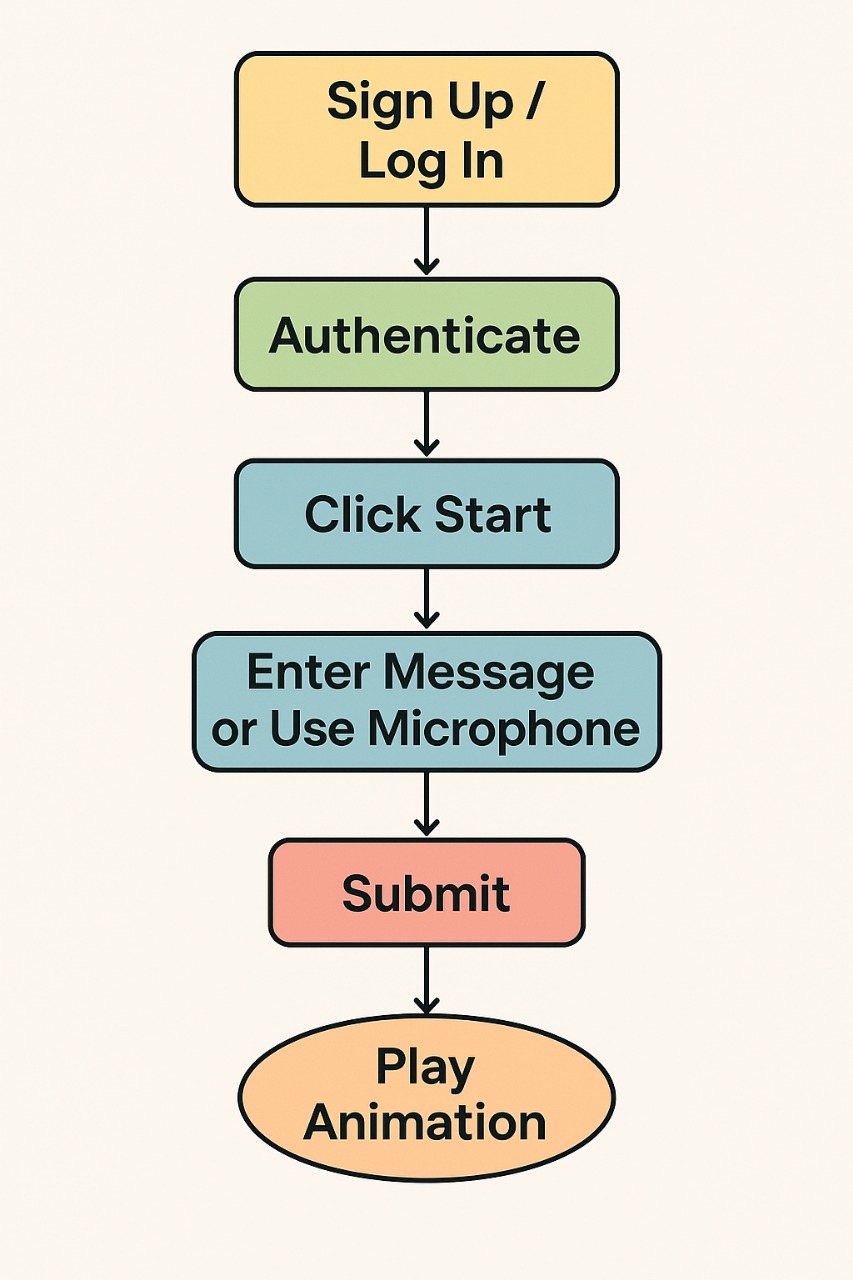 Sign Up /
Log In
Authenticate
Click Start
Enter Message
or Use Microphone
Submit
Play
Animation